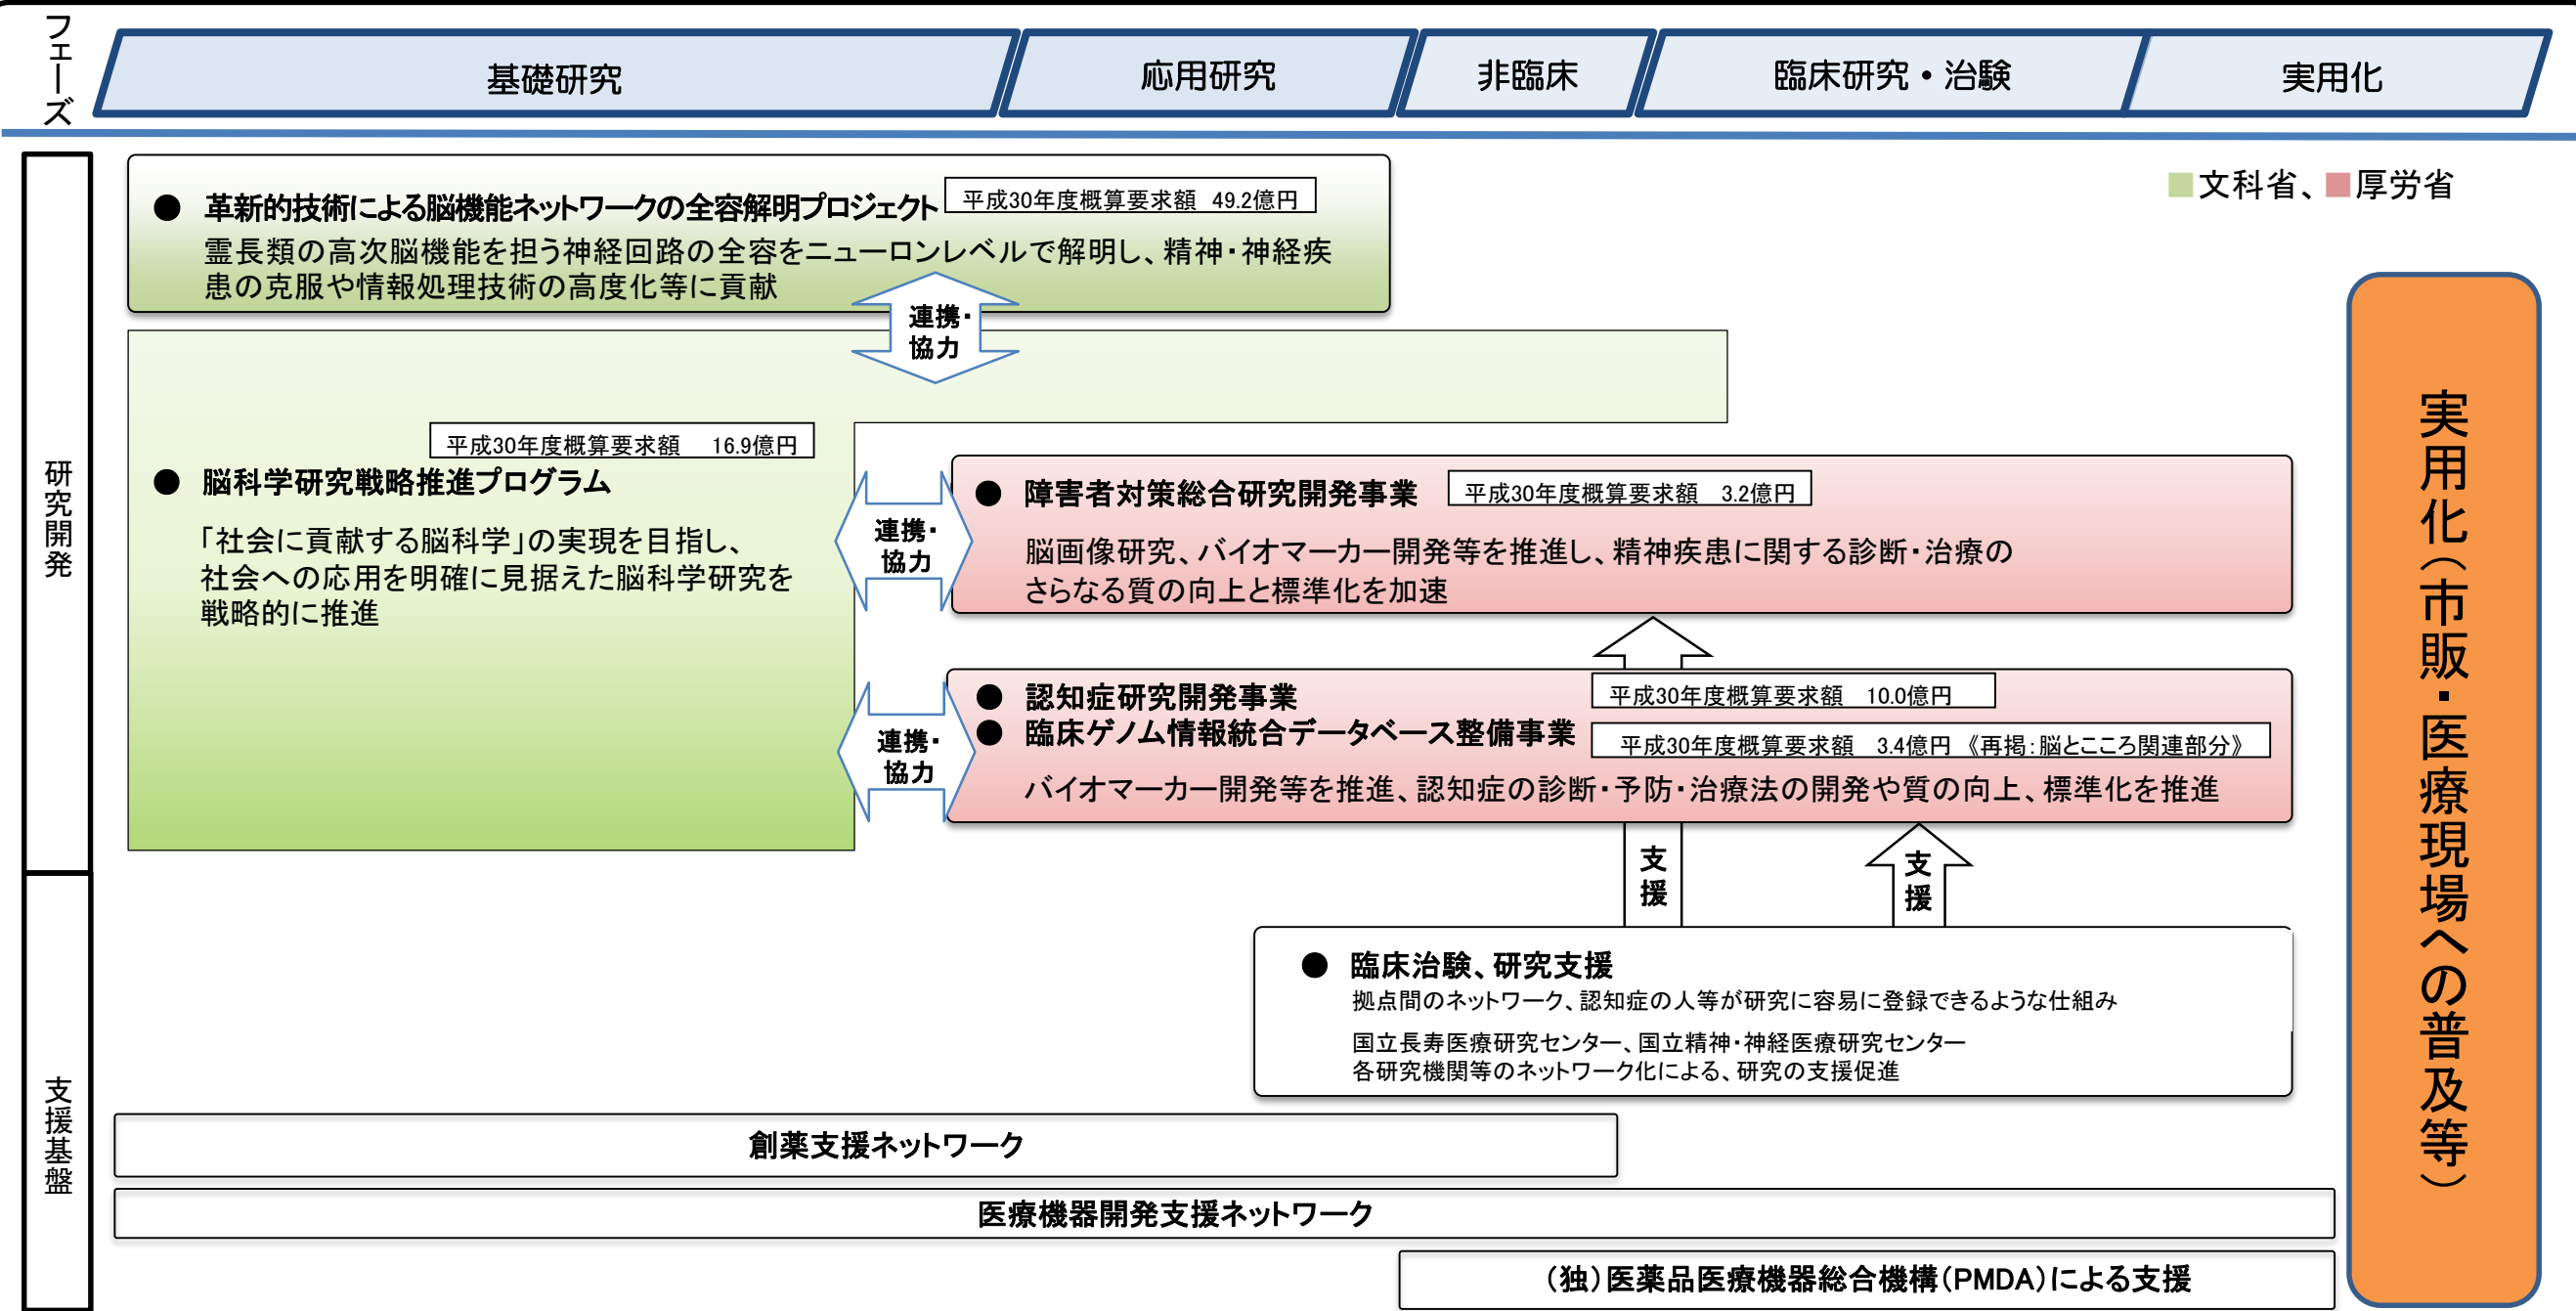 フェーズ
基礎研究
応用研究
非臨床
臨床研究・治験
実用化
■文科省、■厚労省
研究開発
● 革新的技術による脳機能ネットワークの全容解明プロジェクト
平成30年度概算要求額 49.2億円
霊長類の高次脳機能を担う神経回路の全容をニューロンレベルで解明し、精神・神経疾
患の克服や情報処理技術の高度化等に貢献
連携・
協力
平成30年度概算要求額 16.9億円
● 脳科学研究戦略推進プログラム
「社会に貢献する脳科学」の実現を目指し、
社会への応用を明確に見据えた脳科学研究を
戦略的に推進
連携・
協力
● 障害者対策総合研究開発事業
平成30年度概算要求額 3.2億円
脳画像研究、バイオマーカー開発等を推進し、精神疾患に関する診断・治療の
さらなる質の向上と標準化を加速
連携・
協力
● 認知症研究開発事業
平成30年度概算要求額 10.0億円
● 臨床ゲノム情報統合データベース整備事業
平成30年度概算要求額 3.4億円 《再掲：脳とこころ関連部分》
バイオマーカー開発等を推進、認知症の診断・予防・治療法の開発や質の向上、標準化を推進
支援
支援
実用化（市販・医療現場への普及等）
支援基盤
● 臨床治験、研究支援
拠点間のネットワーク、認知症の人等が研究に容易に登録できるような仕組み
国立長寿医療研究センター、国立精神・神経医療研究センター
各研究機関等のネットワーク化による、研究の支援促進
創薬支援ネットワーク
医療機器開発支援ネットワーク
（独）医薬品医療機器総合機構（PMDA）による支援